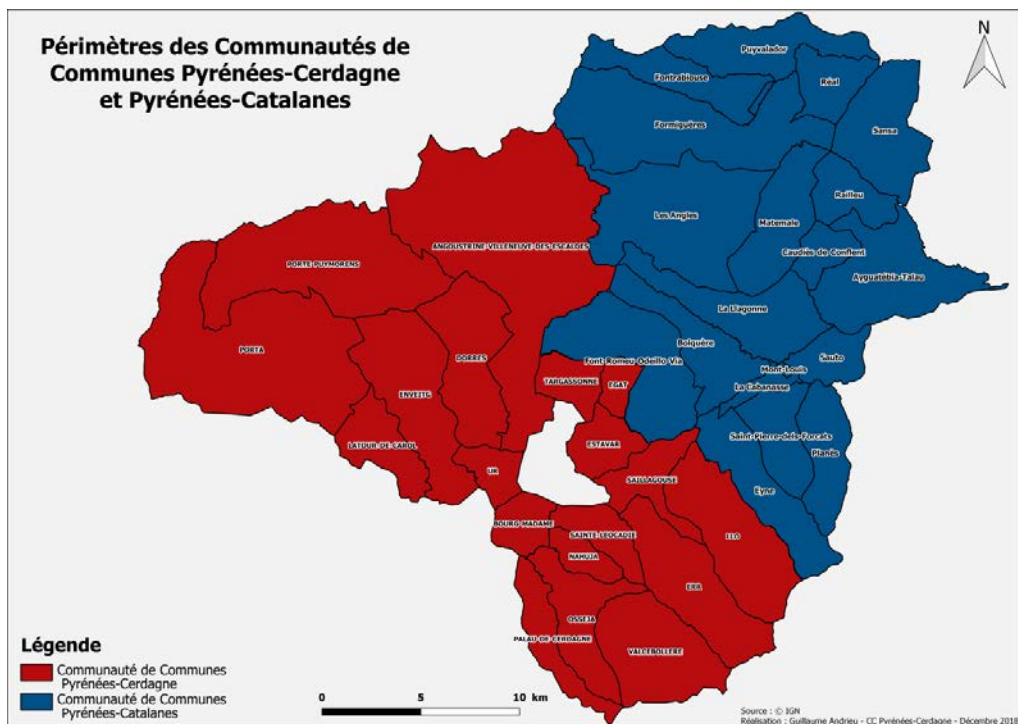 Périmètres des Communautés de
Communes Pyrénées-Cerdagne
et Pyrénées-Catalanes
N
Puyvalador
Fontrabiouse
Réal
Formiguères
Sansa
Railleu
Les Angles
Matemale
Caudiès de Conflent
ANGOUSTRINE-VILLENEUVE-DES-ESCALDES
PORTE-PUYMORENS
Ayguatébia-Talau
La Llagonne
Bolquère
PORTA
DORRES
Font Romeu Odeillo Via
Sauto
Mont-Louis
TARGASSONNE
EGAT
La Cabanasse
ENVEITG
Saint-Pierre-dels-Forcats
LATOUR-DE-CAROL
ESTAVAR
Planès
UR
SAILLAGOUSE
Eyne
BOURG-MADAME
SAINTE-LEOCADIE
LLO
NAHUJA
ERR
OSSEJA
PALAU-DE-CERDAGNE
VALCEBOLLERE
Légende
Communauté de Communes
Pyrénées-Cerdagne
Communauté de Communes
Pyrénées-Catalanes
0 5 10 km
Source : © IGN
Réalisation : Guillaume Andrieu - CC Pyrénées-Cerdagne - Décembre 2018